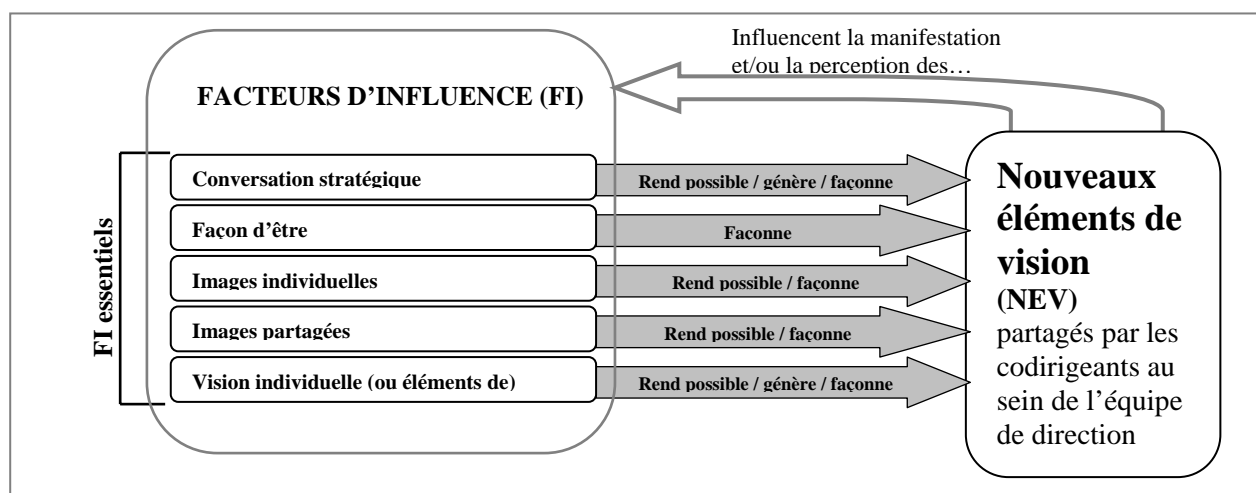 Influencent la manifestation
et/ou la perception des…
FACTEURS D’INFLUENCE (FI)
FI essentiels
Conversation stratégique
Rend possible / génère / façonne
Façon d’être
Faconne
Images individuelles
Rend possible / façonne
Images partagées
Rend possible / façonne
Vision individuelle (ou éléments de)
Rend possible / génère / façonne
Nouveaux
éléments de
vision
(NEV)
partagés par les
codirigeants au
sein de l’équipe
de direction